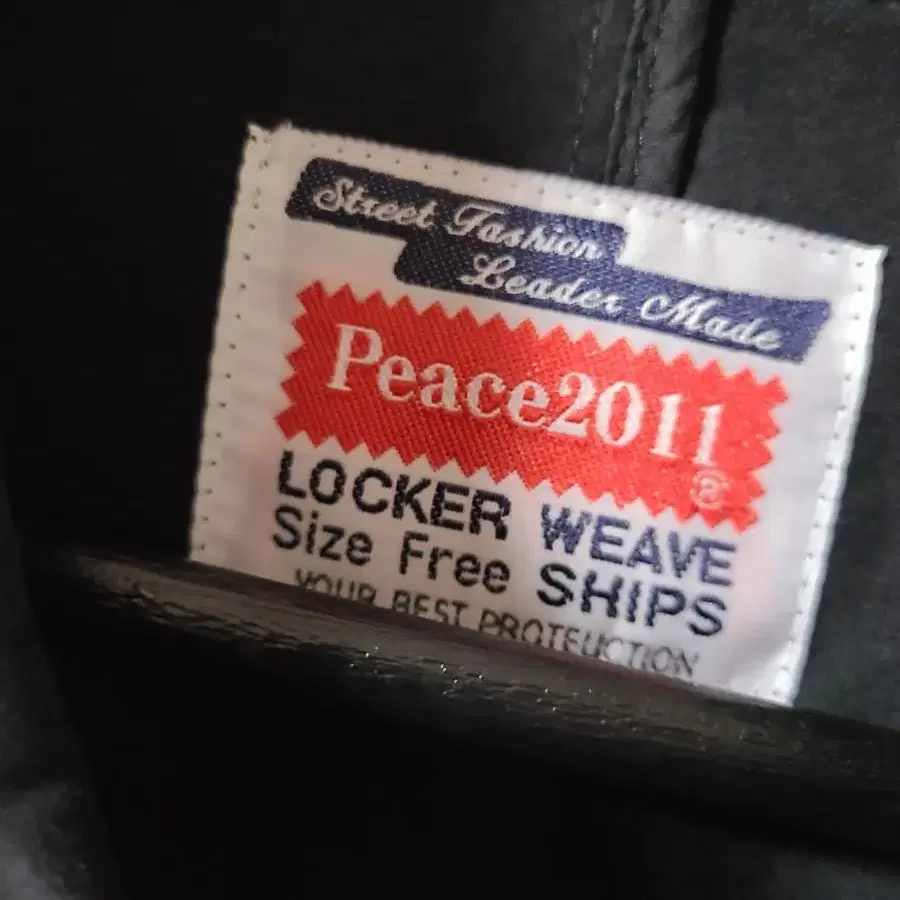 Street Fashion
Leader Made
Peace2011
®
LOCKER WEAVE
Size Free SHIPS
YOUR BEST PROTEUCTION